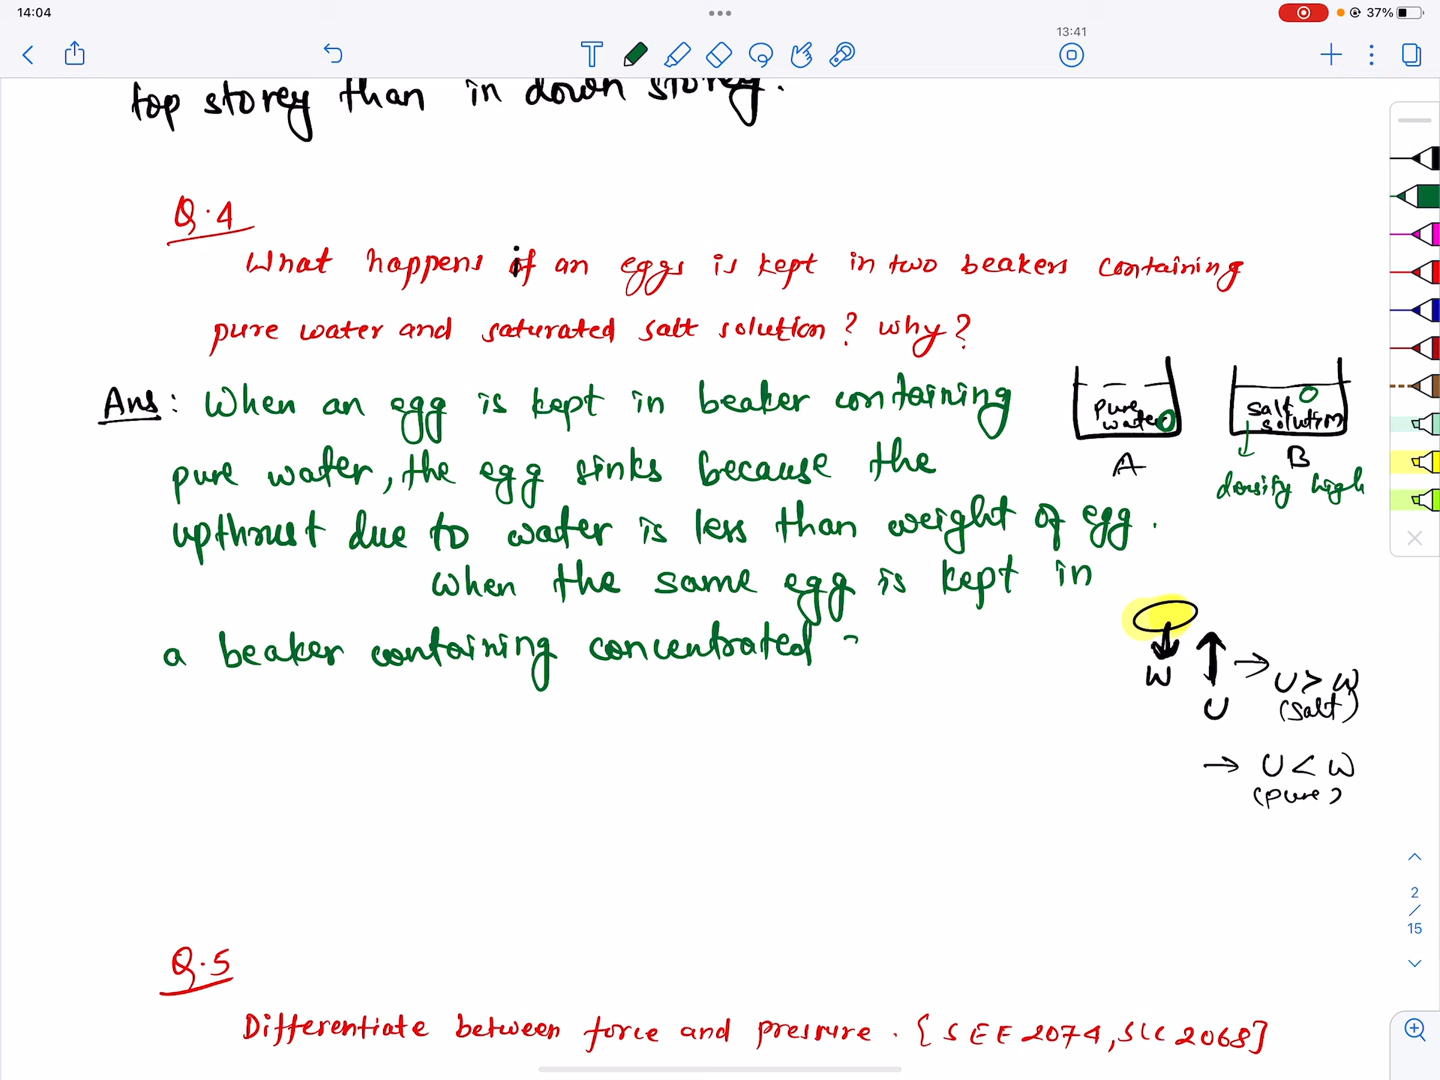 14:04
37%
13:41
top storey than in down storey.
Q.4
What happens if an eggs is kept in two beakers containing
pure water and saturated salt solution? why?
Ans: When an egg is kept in beaker containing
pure water, the egg sinks because the
upthrust due to water is less than weight of egg.
When the same egg is kept in
a beaker containing concentrated
pure
water
A
salt
solution
B
density high
W
U
→ U > W
(salt)
→ U < W
(pure)
2
/
15
Q.5
Differentiate between force and pressure. {SEE 2074, SLC 2068]